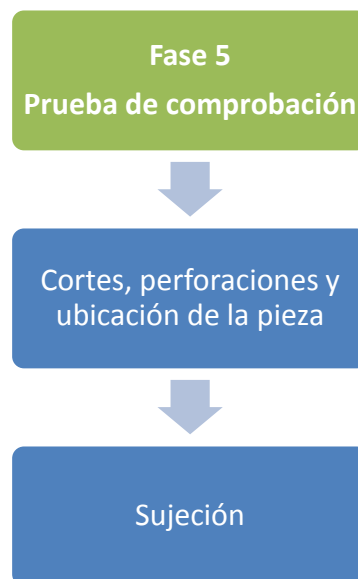 Fase 5
Prueba de comprobación
Cortes, perforaciones y
ubicación de la pieza
Sujeción